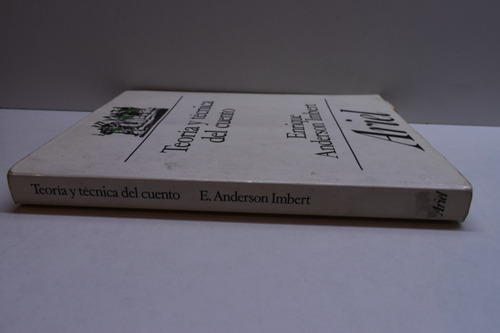 Teoría y técnica
del cuento
Enrique
Anderson Imbert
Ariel
Teoría y técnica del cuento E. Anderson Imbert Ariel